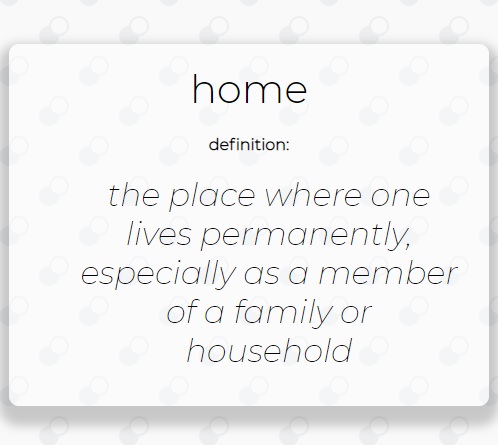 home
definition:
the place where one
lives permanently,
especially as a member
of a family or
household